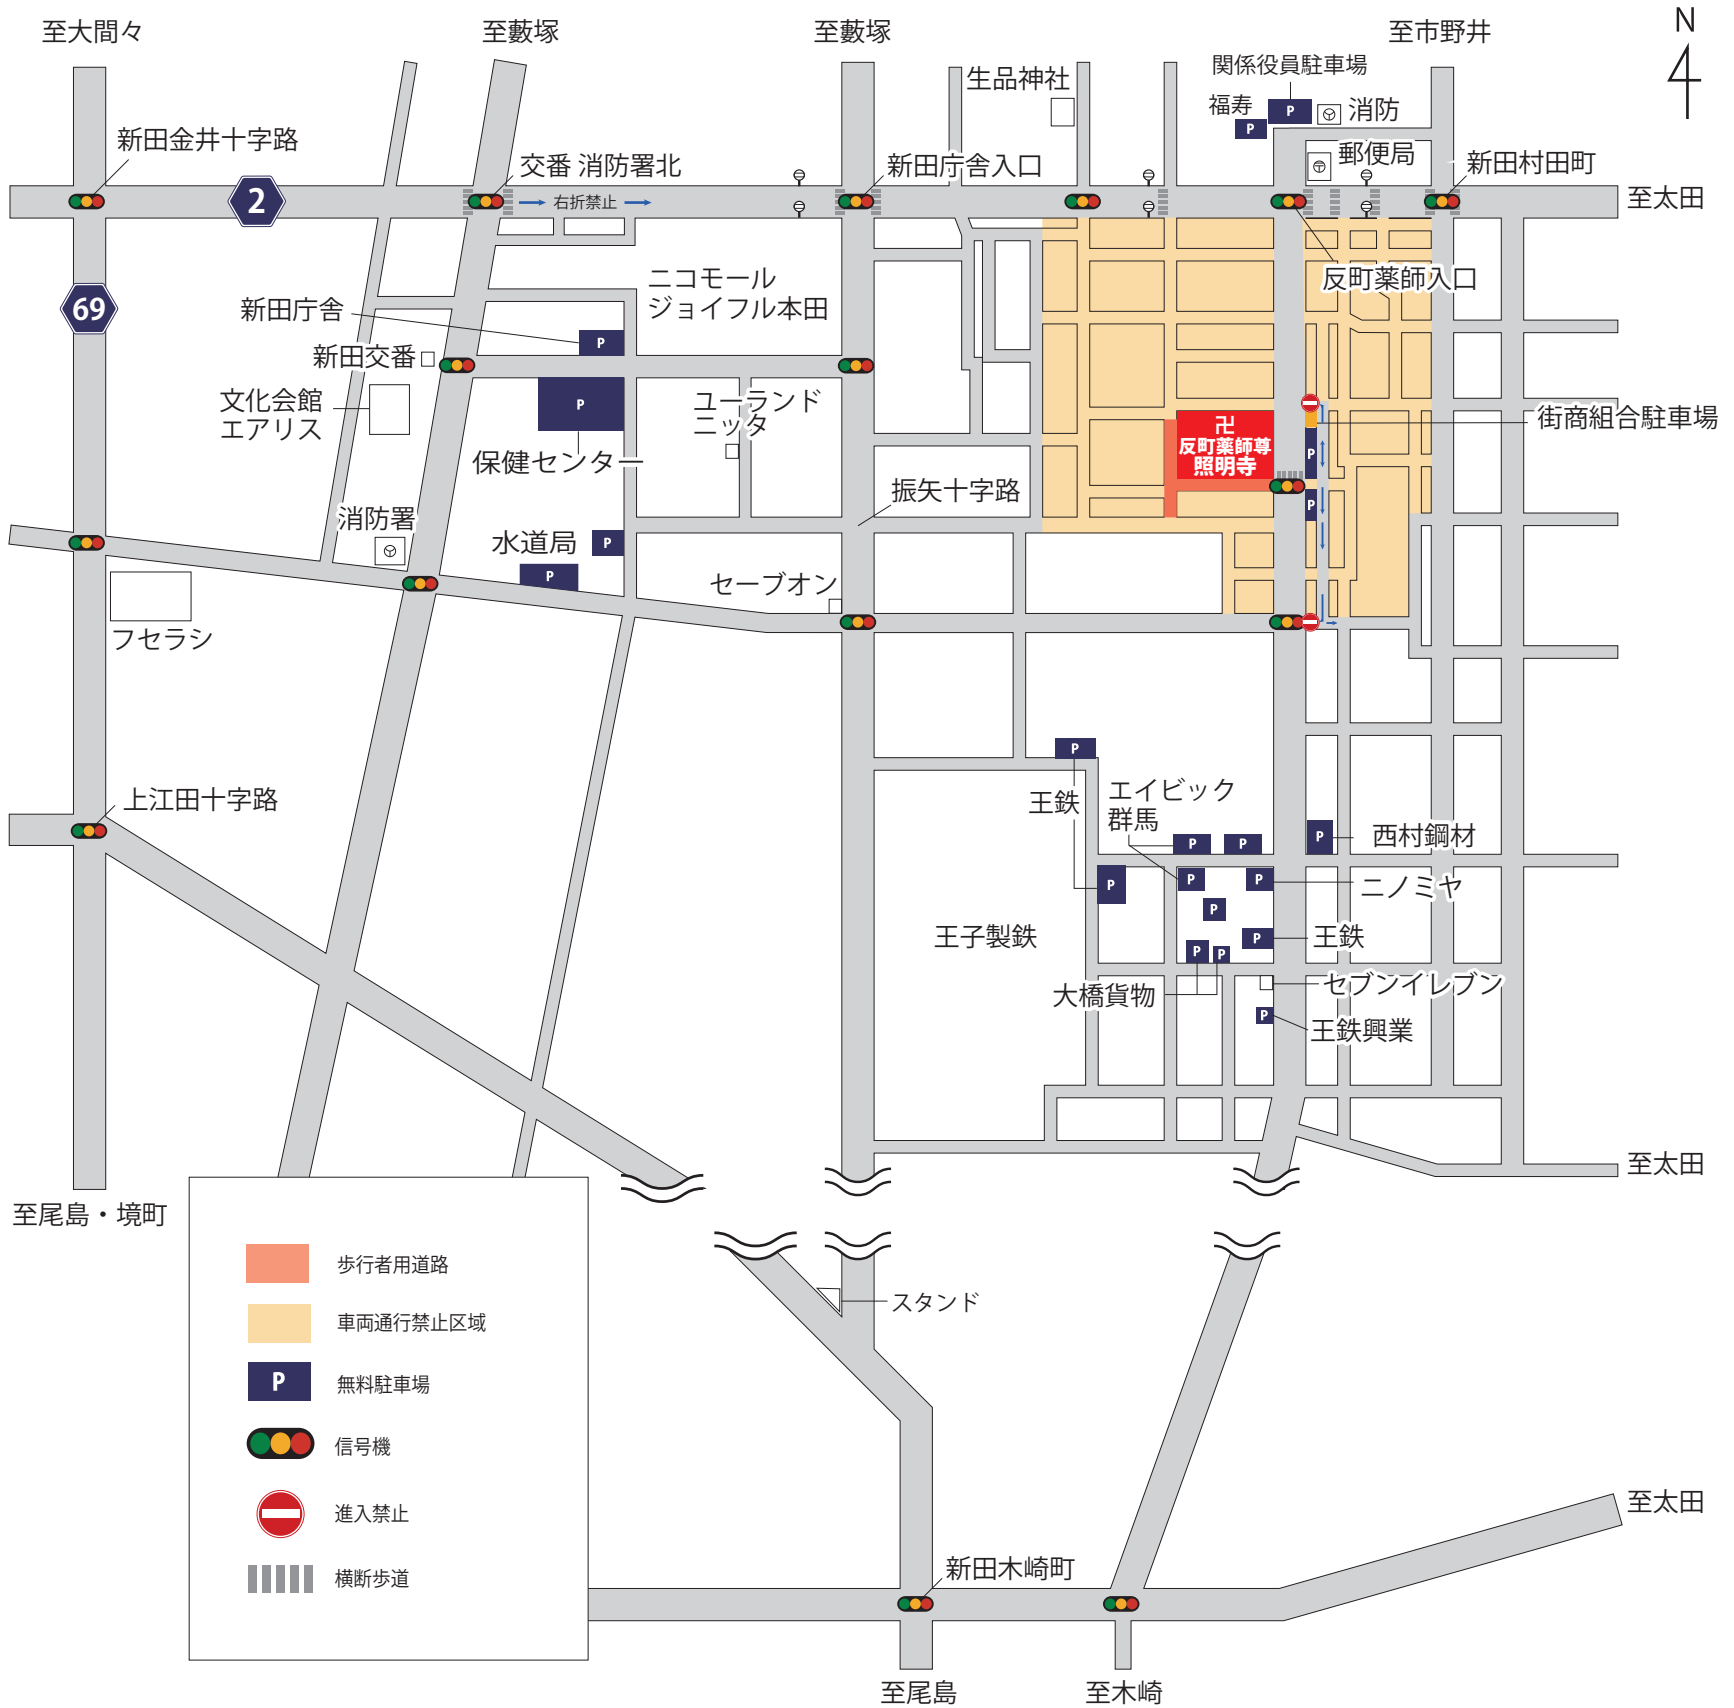 至大間々
至藪塚
至藪塚
至市野井
N
関係役員駐車場
生品神社
福寿
P
P
消防
新田金井十字路
交番 消防署北
新田庁舎入口
郵便局
新田村田町
2
右折禁止
至太田
ニコモール
ジョイフル本田
反町薬師入口
69
新田庁舎
P
新田交番
文化会館
エアリス
P
ユーランド
ニッタ
卍
反町薬師尊
照明寺
街商組合駐車場
P
保健センター
振矢十字路
P
消防署
水道局
P
P
セーブオン
フセラシ
P
上江田十字路
王鉄
エイビック
群馬
P
P
P
西村鋼材
P
P
P
ニノミヤ
P
王子製鉄
P
王鉄
P
P
大橋貨物
セブンイレブン
P
王鉄興業
至太田
至尾島・境町
歩行者用道路
車両通行禁止区域
P
無料駐車場
信号機
進入禁止
横断歩道
スタンド
至太田
新田木崎町
至尾島
至木崎